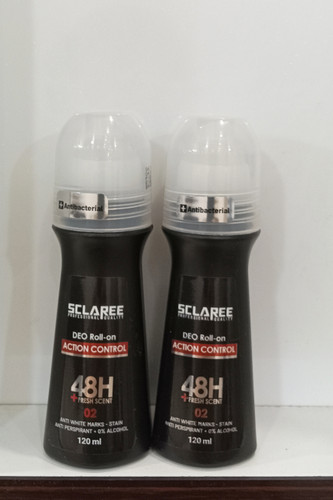 Antibacterial
SCLAREE
PROFESSIONAL QUALITY
DEO Roll-on
ACTION CONTROL
48H
+FRESH SCENT
02
ANTI WHITE MARKS - STAIN
ANTI PERSPIRANT • 0% ALCOHOL
120 ml
Antibacterial
SCLAREE
PROFESSIONAL QUALITY
DEO Roll-on
ACTION CONTROL
48H
+FRESH SCENT
02
ANTI WHITE MARKS - STAIN
ANTI PERSPIRANT • 0% ALCOHOL
120 ml